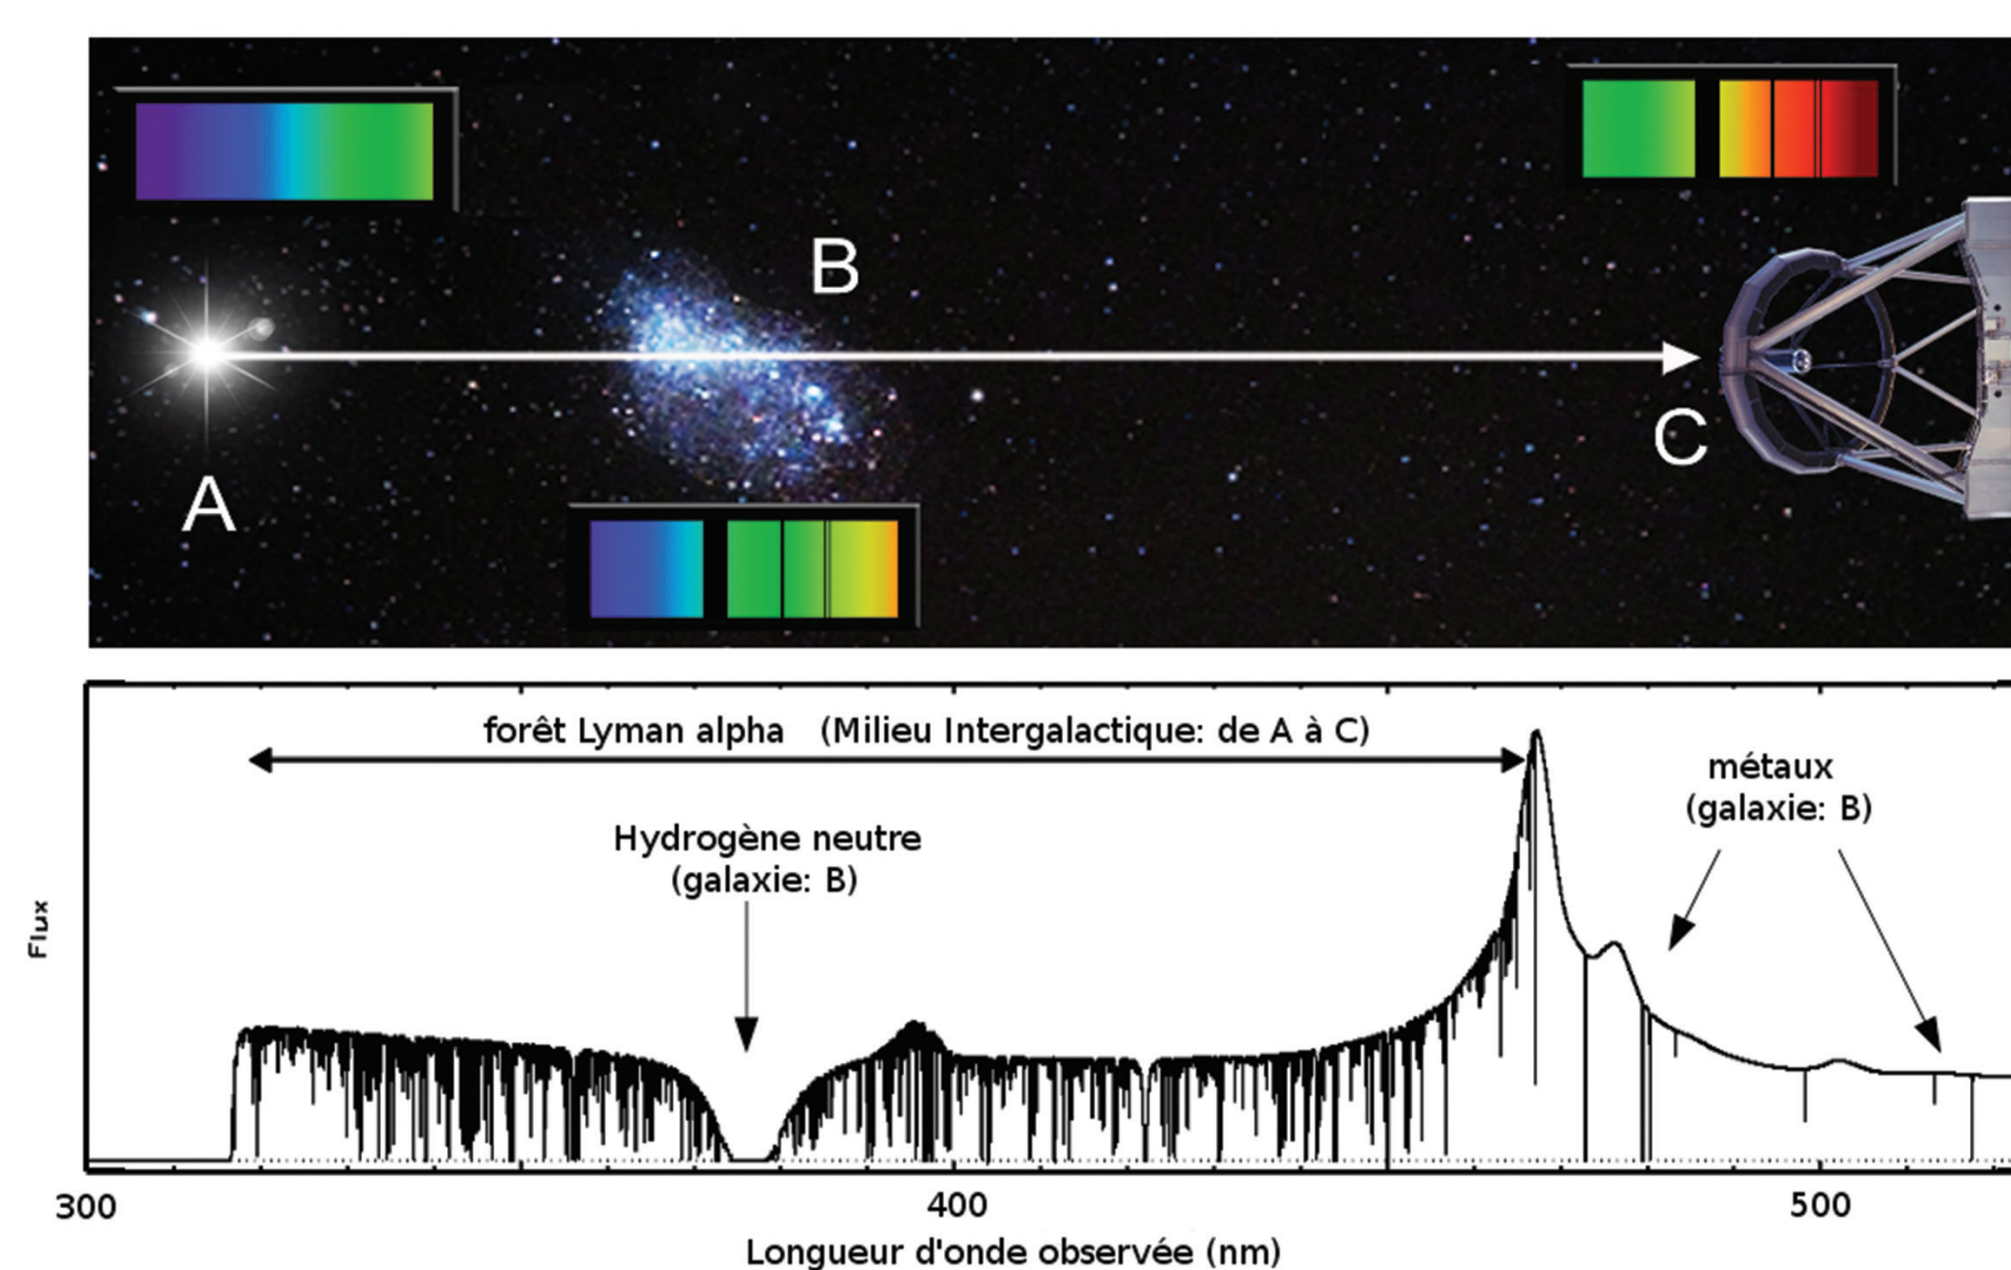 A
B
C
forêt Lyman alpha (Milieu Intergalactique: de A à C)
métaux
(galaxie: B)
Hydrogène neutre
(galaxie: B)
Flux
300 400 500
Longueur d'onde observée (nm)